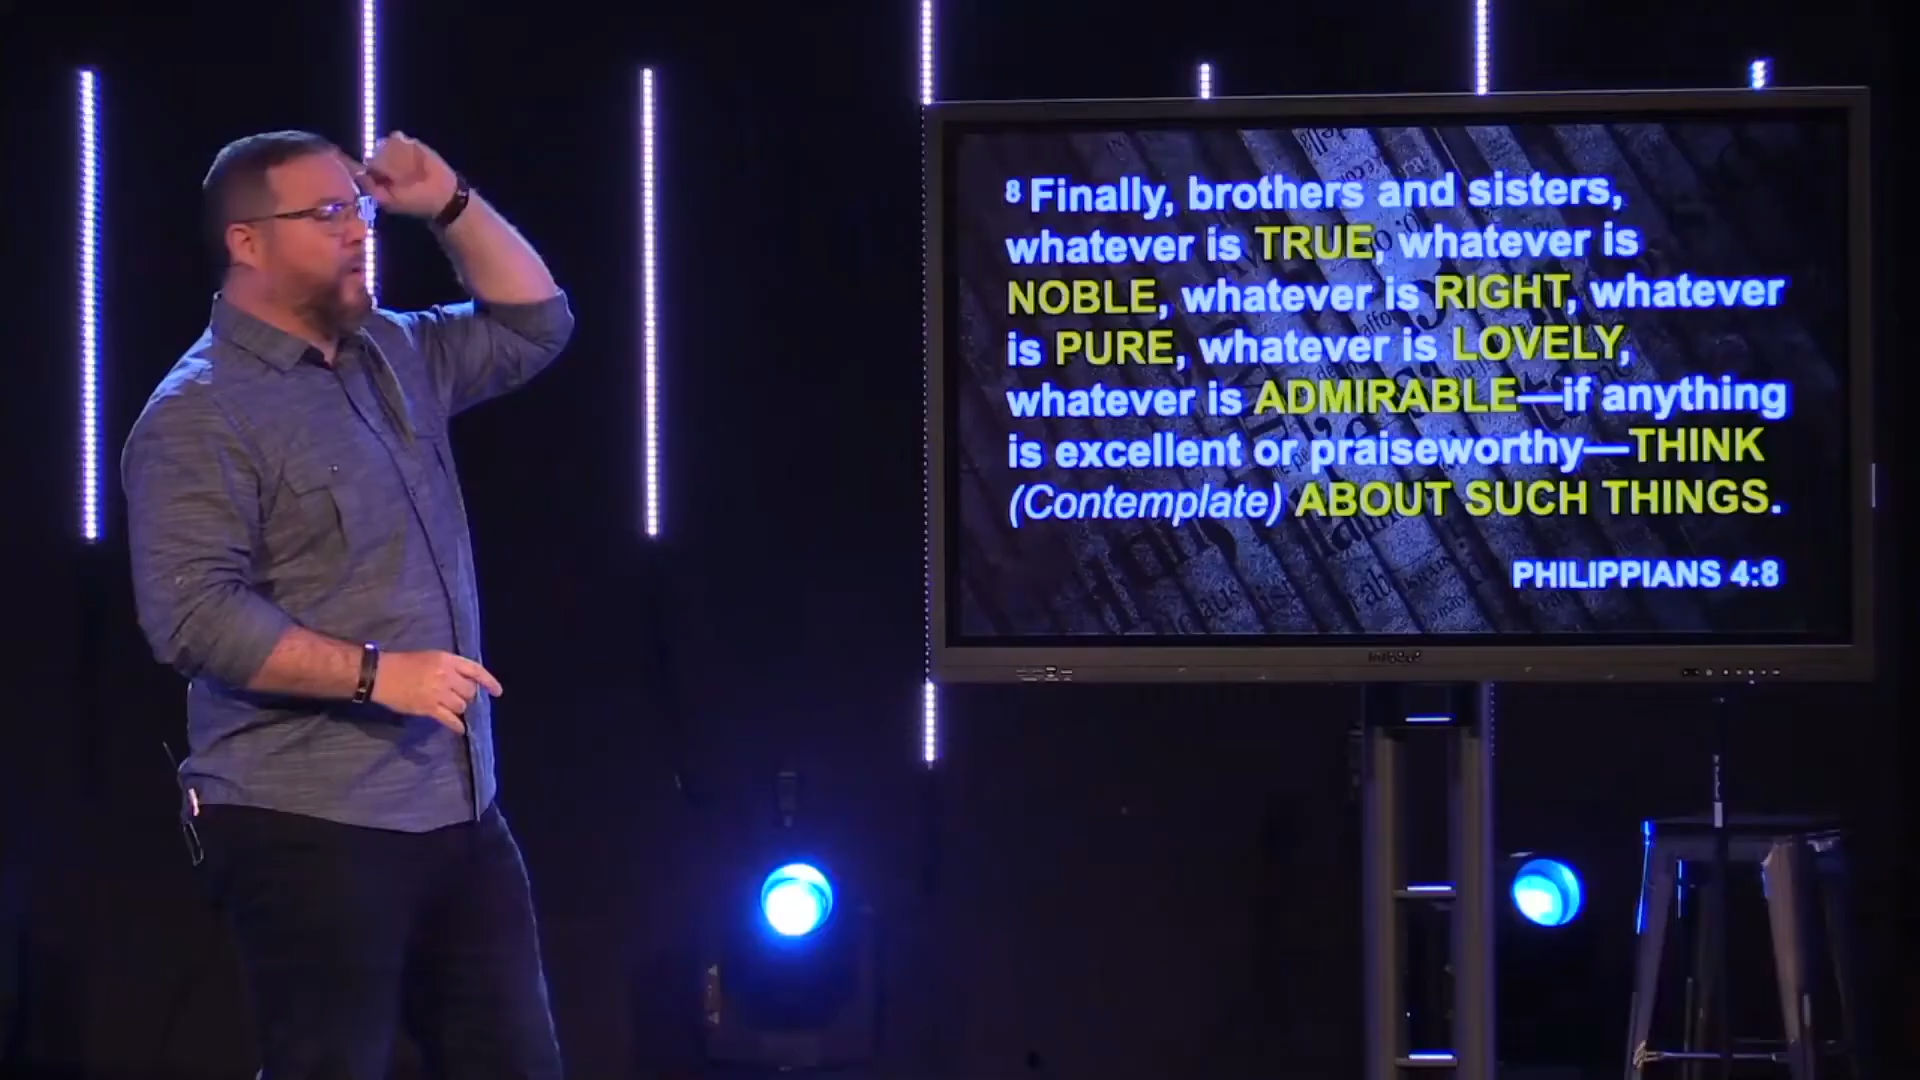 8 Finally, brothers and sisters,
whatever is TRUE, whatever is
NOBLE, whatever is RIGHT, whatever
is PURE, whatever is LOVELY,
whatever is ADMIRABLE—if anything
is excellent or praiseworthy—THINK
(Contemplate) ABOUT SUCH THINGS.
PHILIPPIANS 4:8